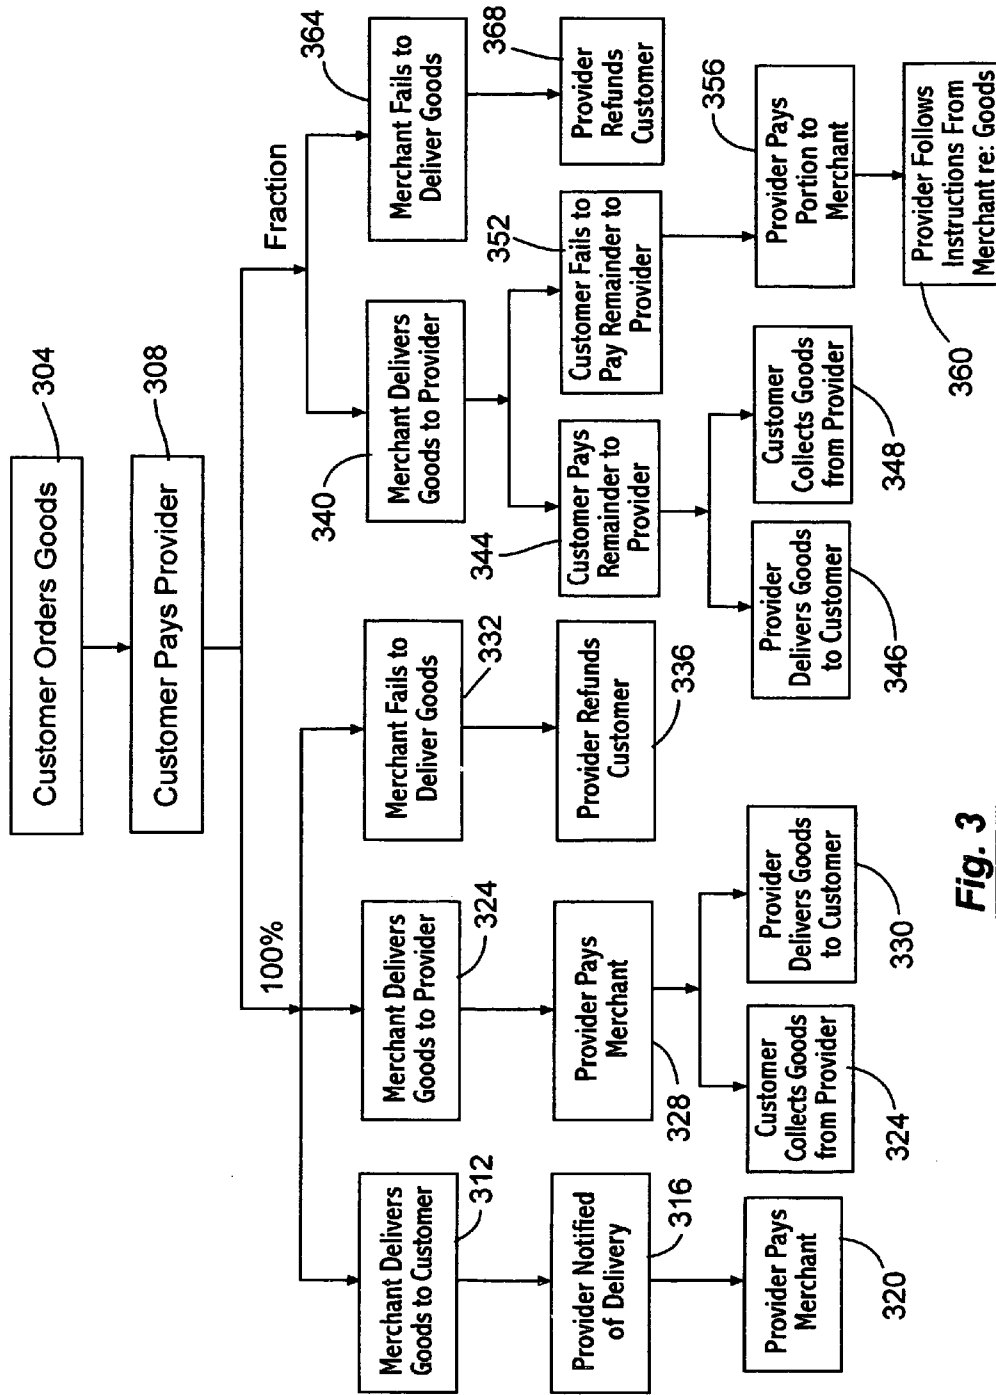 Customer Orders Goods
304
Customer Pays Provider
308
100%
Fraction
Merchant Delivers
Goods to Customer
312
Provider Notified
of Delivery
316
Provider Pays
Merchant
320
Merchant Delivers
Goods to Provider
324
Provider Pays
Merchant
328
Customer
Collects Goods
from Provider
324
Provider
Delivers Goods
to Customer
330
Merchant Fails to
Deliver Goods
332
Provider Refunds
Customer
336
Merchant Delivers
Goods to Provider
340
Customer Pays
Remainder to
Provider
344
Provider
Delivers Goods
to Customer
346
Customer
Collects Goods
from Provider
348
Customer Fails to
Pay Remainder to
Provider
352
Provider Pays
Portion to
Merchant
356
Provider Follows
Instructions From
Merchant re: Goods
360
Merchant Fails to
Deliver Goods
364
Provider
Refunds
Customer
368
Fig. 3